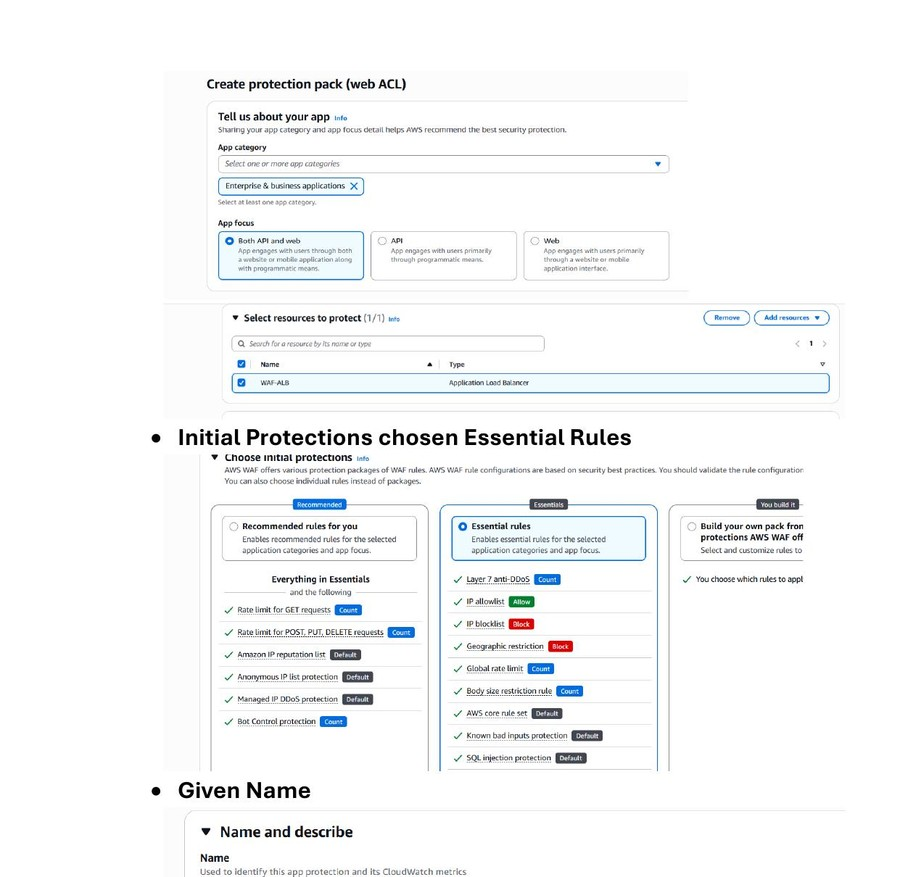 Create protection pack (web ACL)
Tell us about your app Info
Sharing your app category and app focus detail helps AWS recommend the best security protection.
App category
Select one or more app categories
Enterprise & business applications
Select at least one app category.
App focus
Both API and web
App engages with users through both
a website or mobile application along
with programmatic means.
API
App engages with users primarily
through programmatic means.
Web
App engages with users primarily
through a website or mobile
application interface.
Select resources to protect (1/1) Info
Remove
Add resources
Search for a resource by its name or type
1
Name
Type
WAF-ALB
Application Load Balancer
• Initial Protections chosen Essential Rules
Choose initial protections Info
AWS WAF offers various protection packages of WAF rules. AWS WAF rule configurations are based on security best practices. You should validate the rule configuration
You can also choose individual rules instead of packages.
Recommended
Recommended rules for you
Enables recommended rules for the selected
application categories and app focus.
Everything in Essentials
and the following
Rate limit for GET requests Count
Rate limit for POST, PUT, DELETE requests Count
Amazon IP reputation list Default
Anonymous IP list protection Default
Managed IP DDoS protection Default
Bot Control protection Count
Essentials
Essential rules
Enables essential rules for the selected
application categories and app focus.
Layer 7 anti-DDoS Count
IP allowlist Allow
IP blocklist Block
Geographic restriction Block
Global rate limit Count
Body size restriction rule Count
AWS core rule set Default
Known bad inputs protection Default
SQL injection protection Default
You build it
Build your own pack from
protections AWS WAF off
Select and customize rules to
You choose which rules to appl
• Given Name
Name and describe
Name
Used to identify this app protection and its CloudWatch metrics